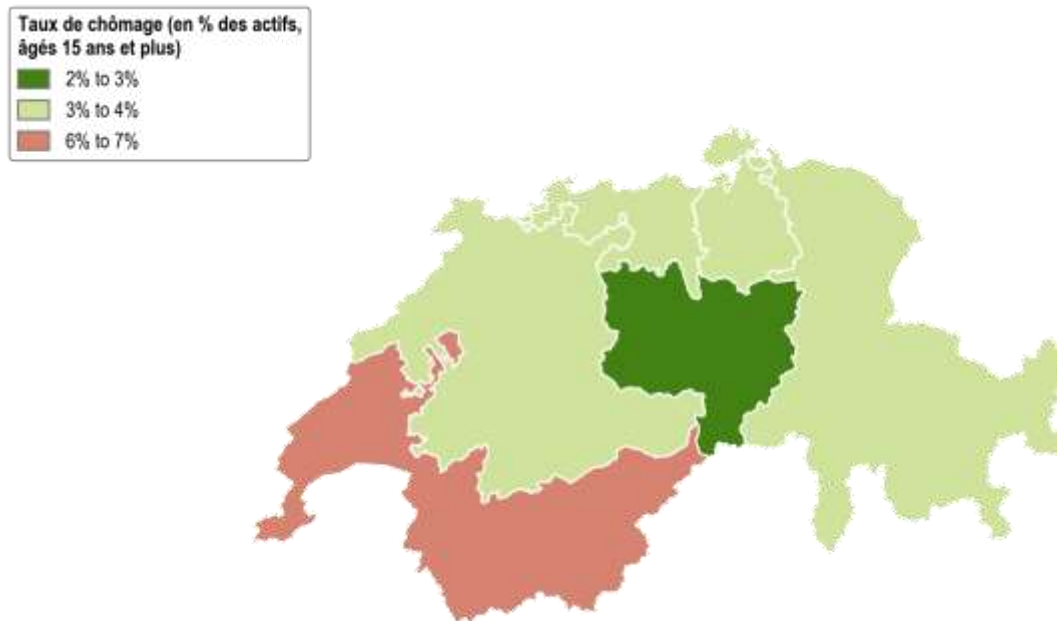 Taux de chômage (en % des actifs,
âgés 15 ans et plus)
2% to 3%
3% to 4%
6% to 7%